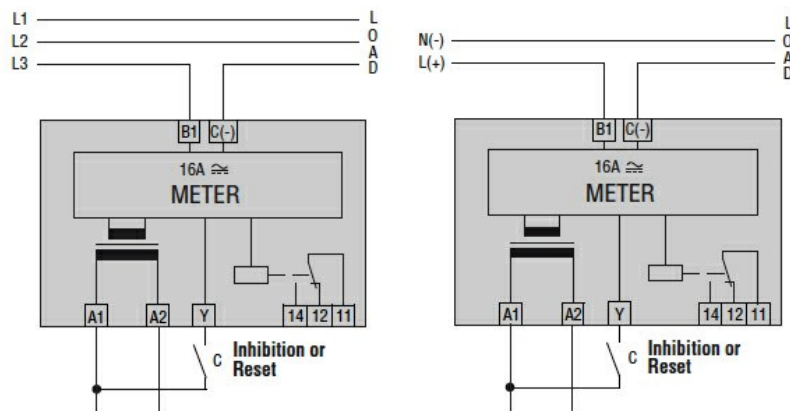 L1
L2
L3
L
O
A
D
B1 C(-)
16A ≂
METER
A1 A2 Y 14 12 11
C Inhibition or
Reset
N(-)
L(+)
L
O
A
D
B1 C(-)
16A ≂
METER
A1 A2 Y 14 12 11
C Inhibition or
Reset